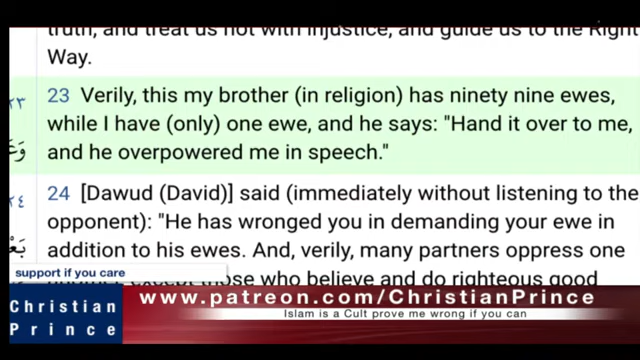 truth, and treat us not with injustice, and guide us to the Right
Way.
23 Verily, this my brother (in religion) has ninety nine ewes,
while I have (only) one ewe, and he says: "Hand it over to me,
and he overpowered me in speech."
24 [Dawud (David)] said (immediately without listening to the
opponent): "He has wronged you in demanding your ewe in
addition to his ewes. And, verily, many partners oppress one
except those who believe and do righteous good
support if you care
Christian
Prince
www.patreon.com/ChristianPrince
Islam is a Cult prove me wrong if you can